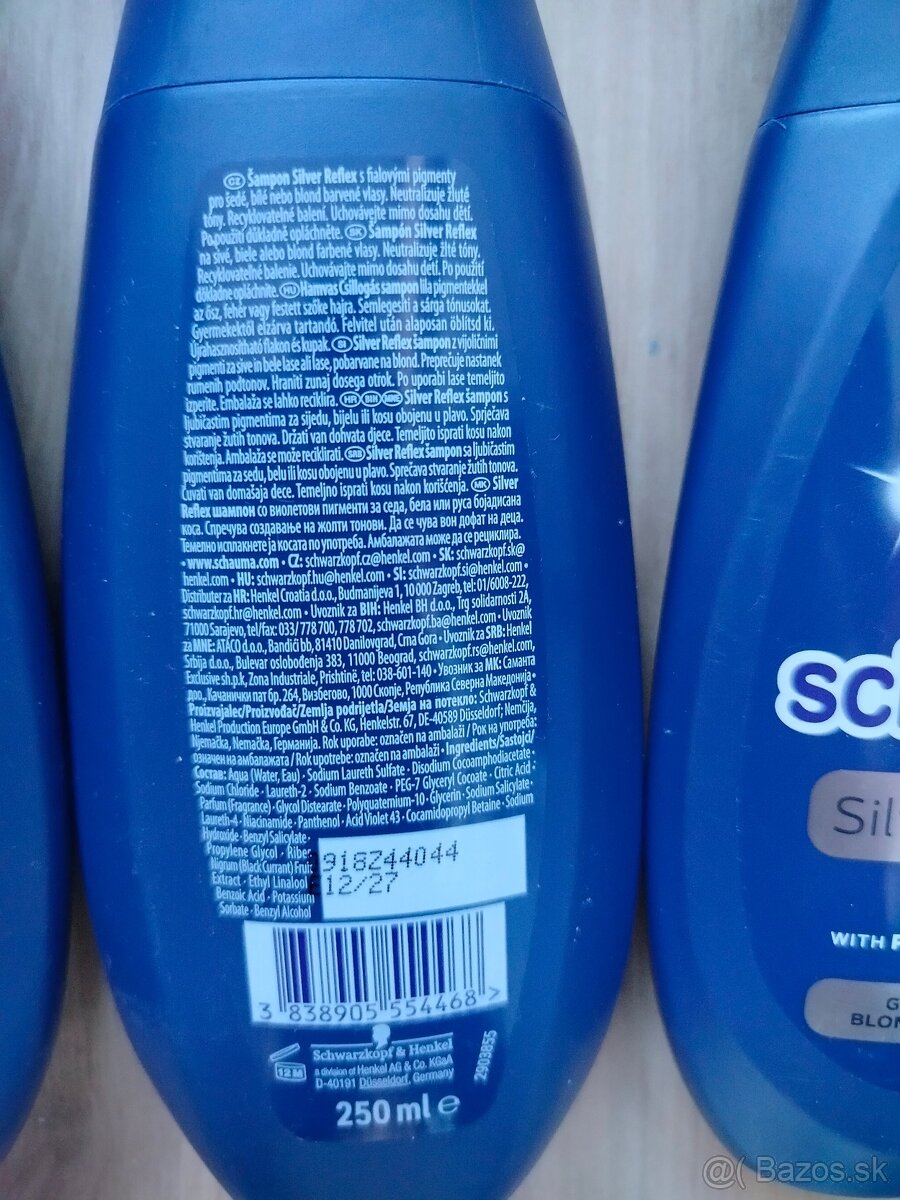 CZ Šampon Silver Reflex s fialovými pigmenty
pro šedé, bílé nebo blond barvené vlasy. Neutralizuje žluté
tóny. Recyklovatelné balení. Uchovávejte mimo dosahu dětí.
Po použití důkladně opláchněte. SK Šampón Silver Reflex
na sivé, biele alebo blond farbené vlasy. Neutralizuje žlté tóny.
Recyklovateľné balenie. Uchovávajte mimo dosahu detí. Po použití
dôkladne opláchnite. HU Hamvas Csillogás sampon lila pigmentekkel
az ősz, fehér vagy festett szőke hajra. Semlegesíti a sárga tónusokat.
Gyermekektől elzárva tartandó. Felvitel után alaposan öblítsd ki.
Újrahasznosítható flakon és kupak. SI Silver Reflex šampon z vijoličnimi
pigmenti za sive in bele lase ali lase, pobarvane na blond. Preprečuje nastanek
rumenih podtonov. Hraniti zunaj dosega otrok. Po uporabi lase temeljito
izperite. Embalaža se lahko reciklira. HR BIH MNE Silver Reflex šampon s
ljubičastim pigmentima za sijedu, bijelu ili kosu obojenu u plavo. Sprječava
stvaranje žutih tonova. Držati van dohvata djece. Temeljito isprati kosu nakon
korištenja. Ambalaža se može reciklirati. SRB Silver Reflex šampon sa ljubičastim
pigmentima za sedu, belu ili kosu obojenu u plavo. Sprečava stvaranje žutih tonova.
Čuvati van domašaja dece. Temeljno isprati kosu nakon korišćenja. MK Silver
Reflex шампон со виолетови пигменти за седа, бела или руса бојадисана
коса. Спречува создавање на жолти тонови. Да се чува вон дофат на деца.
Темелно исплакнете ја косата по употреба. Амбалажата може да се рециклира.
• www.schauma.com • CZ: schwarzkopf.cz@henkel.com • SK: schwarzkopf.sk@
henkel.com • HU: schwarzkopf.hu@henkel.com • SI: schwarzkopf.si@henkel.com •
Distributer za HR: Henkel Croatia d.o.o., Budmanijeva 1, 10 000 Zagreb, tel: 01/6008-222,
schwarzkopf.hr@henkel.com • Uvoznik za BIH: Henkel BH d.o.o., Trg solidarnosti 2A,
71000 Sarajevo, tel/fax: 033/ 778 700, 778 702, schwarzkopf.ba@henkel.com • Uvoznik
za MNE: ATACO d.o.o., Bandići bb, 81410 Danilovgrad, Crna Gora • Uvoznik za SRB: Henkel
Srbija d.o.o., Bulevar oslobođenja 383, 11000 Beograd, schwarzkopf.rs@henkel.com •
Exclusive sh.p.k, Zona Industriale, Prishtinë, tel: 038-601-140 • Увозник за МК: Саманта
доо., Качанички пат бр. 264, Визбегово, 1000 Скопје, Република Северна Македонија •
Proizvajalec/Proizvođač/Zemlja podrijetla/Земја на потекло: Schwarzkopf &
Henkel Production Europe GmbH & Co. KG, Henkelstr. 67, DE-40589 Düsseldorf; Nemčija,
Njemačka, Nemačka, Германија. Rok uporabe: označen na ambalaži / Рок на употреба:
означен на амбалажата / Rok upotrebe: označen na ambalaži • Ingredients/Sastojci/
Состав: Aqua (Water, Eau) · Sodium Laureth Sulfate · Disodium Cocoamphodiacetate ·
Sodium Chloride · Laureth-2 · Sodium Benzoate · PEG-7 Glyceryl Cocoate · Citric Acid ·
Parfum (Fragrance) · Glycol Distearate · Polyquaternium-10 · Glycerin · Sodium Salicylate ·
Laureth-4 · Niacinamide · Panthenol · Acid Violet 43 · Cocamidopropyl Betaine · Sodium
Hydroxide · Benzyl Salicylate ·
Propylene Glycol · Ribes
Nigrum (Black Currant) Fruit
Extract · Ethyl Linalool
Benzoic Acid · Potassium
Sorbate · Benzyl Alcohol
918Z44044
12/27
3 838905 554468 >
12 M
Schwarzkopf & Henkel
a division of Henkel AG & Co. KGaA
D-40191 Düsseldorf, Germany
2903855
250 ml e
sc
Sil
WITH
G
BLON
@( Bazos.sk